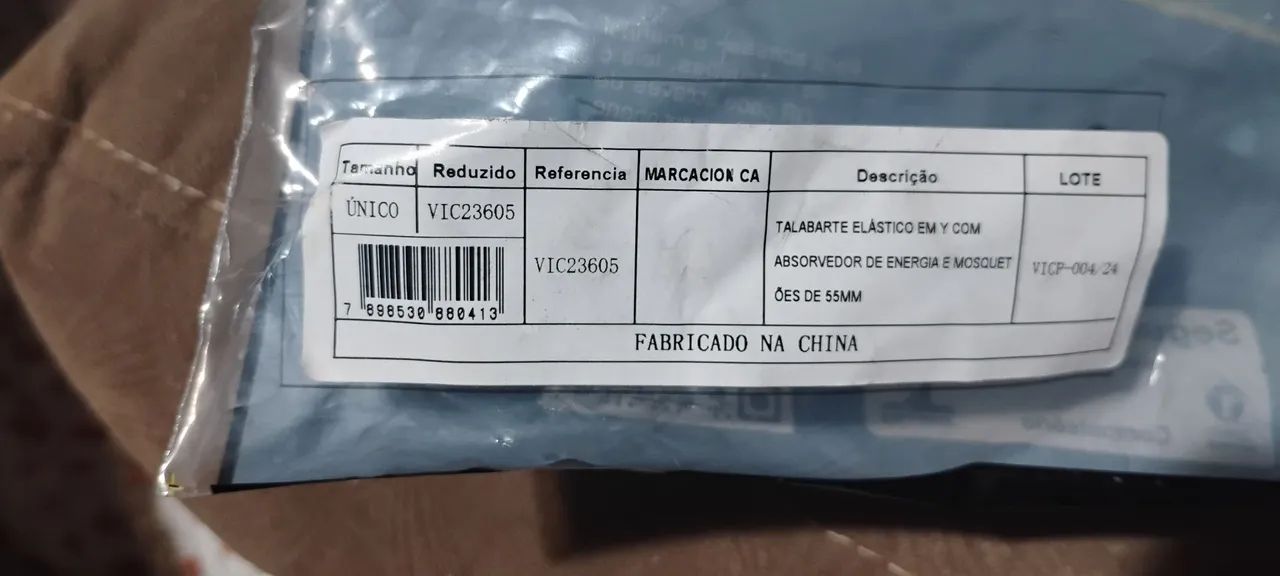 Tamanho Reduzido Referencia MARCACION CA Descrição LOTE
ÚNICO VIC23605
VIC23605
TALABARTE ELÁSTICO EM Y COM
ABSORVEDOR DE ENERGIA E MOSQUET
ÕES DE 55MM
VICP-004/24
7 898530 880413
FABRICADO NA CHINA